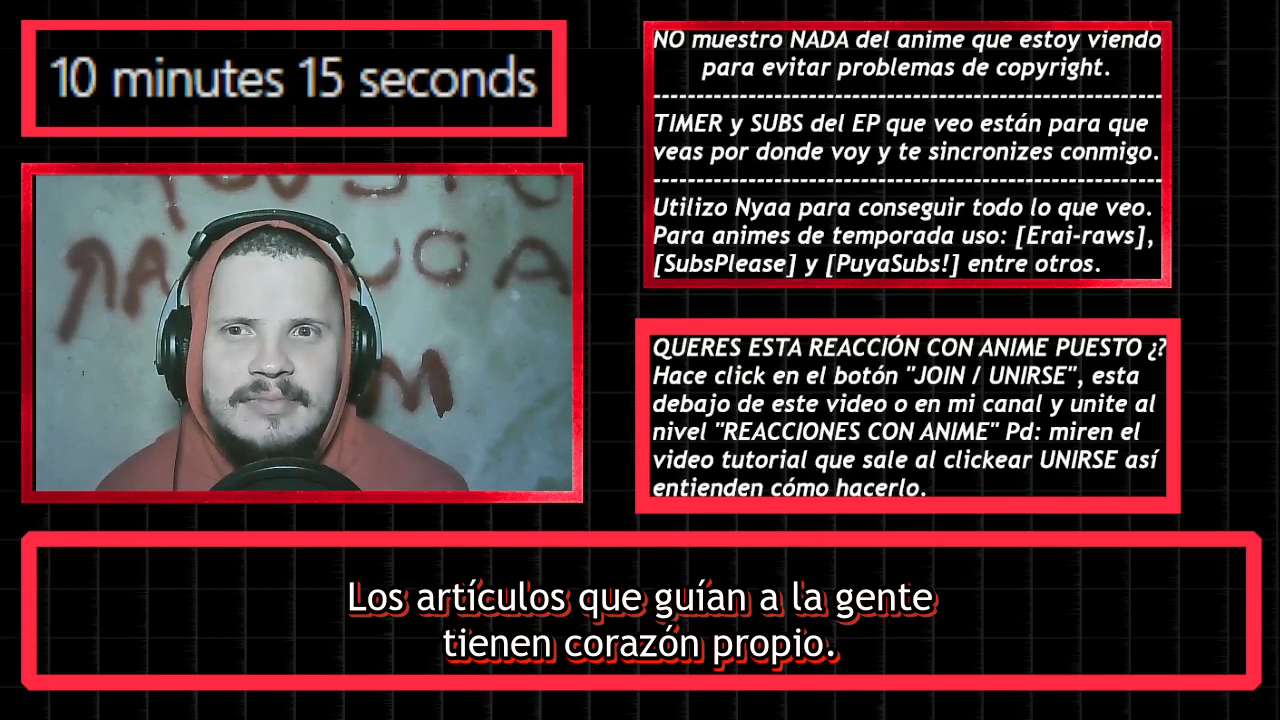 10 minutes 15 seconds
NO muestro NADA del anime que estoy viendo
para evitar problemas de copyright.
TIMER y SUBS del EP que veo están para que
veas por donde voy y te sincronizes conmigo.
Utilizo Nyaa para conseguir todo lo que veo.
Para animes de temporada uso: [Erai-raws],
[SubsPlease] y [PuyaSubs!] entre otros.
QUERES ESTA REACCIÓN CON ANIME PUESTO ¿?
Hace click en el botón "JOIN / UNIRSE", esta
debajo de este video o en mi canal y unite al
nivel "REACCIONES CON ANIME" Pd: miren el
video tutorial que sale al clickear UNIRSE así
entienden cómo hacerlo.
Los artículos que guían a la gente
tienen corazón propio.